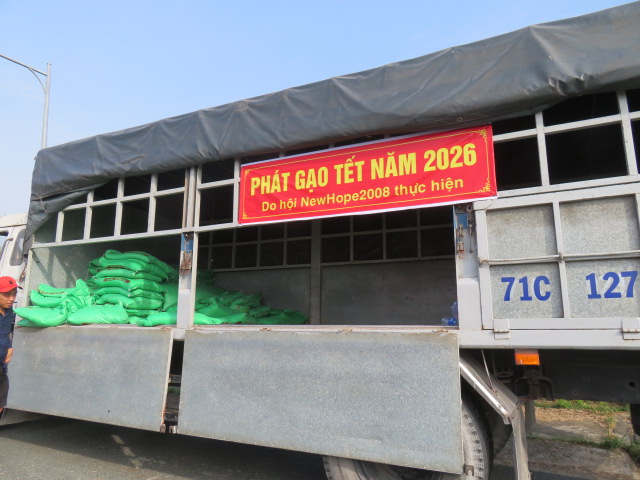 PHÁT GẠO TẾT NĂM 2026
Do hội NewHope2008 thực hiện
71C 127